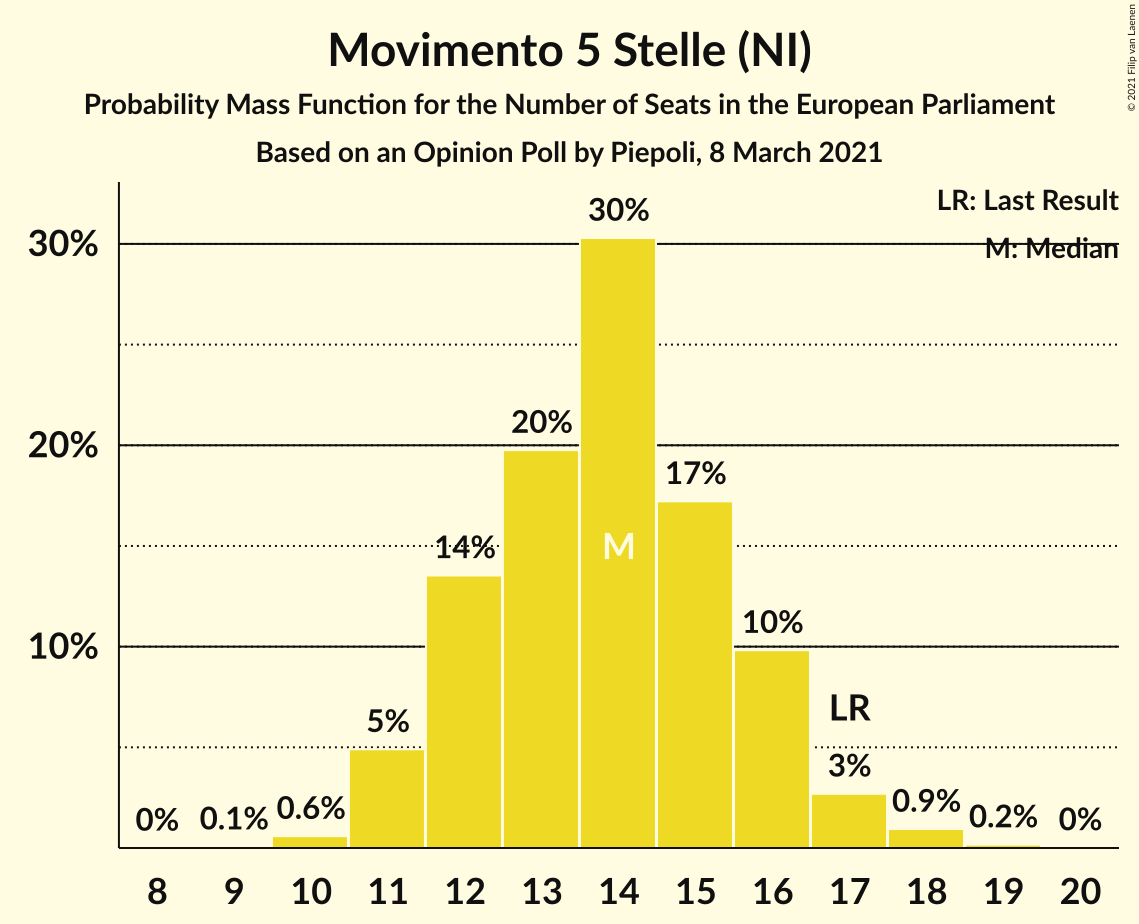 Movimento 5 Stelle (NI)
Probability Mass Function for the Number of Seats in the European Parliament
Based on an Opinion Poll by Piepoli, 8 March 2021
© 2021 Filip van Laenen
LR: Last Result
M: Median
30%
20%
10%
0%
0.1%
0.6%
5%
14%
20%
30%
M
17%
10%
LR
3%
0.9%
0.2%
0%
8 9 10 11 12 13 14 15 16 17 18 19 20